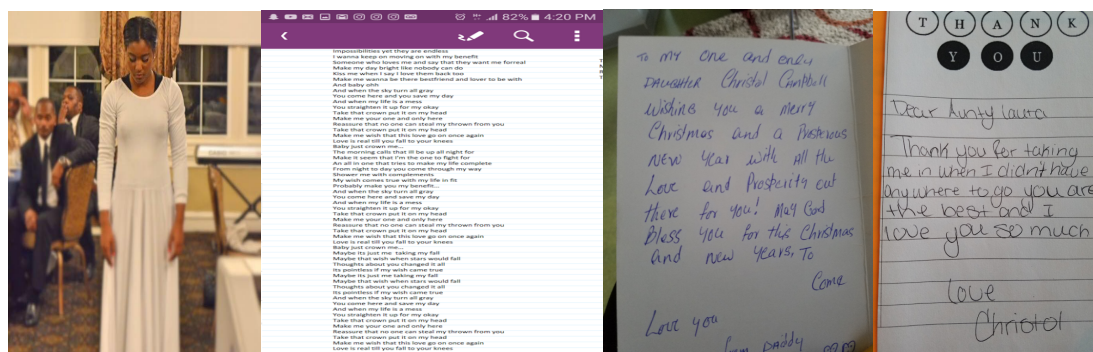 82% 4:20 PM
Impossibilities yet they are endless
I wanna keep on moving on with my benefit
Someone who loves me and say that they want me forreal
Make my day bright like nobody can do
Kiss me when I say I love them back loo
Make me wanna be there bestfriend and lover to be with
And baby ohh
And when the sky turn all gray
You come here and you save my day
And when my life is a mess
You straighten it up for my okay
Take that crown put it on my head
Make me your one and only here
Reassure that no one can steal my thrown from you
Take that crown put it on my head
Make me wish that this love go on once again
Love is real till you fall to your knees
Baby just crown me...
The morning calls that ill be up all night for
Make it seem that I'm the one to fight for
An all in one that tries to make my life complete
From night to day you come through my way
Shower me with complements
My wish comes true with my life in fit
Probably make you my benefit...
And when the sky turn all gray
You come here and save my day
And when my life is a mess
You straighten it up for my okay
Take that crown put it on my head
Make me your one and only here
Reassure that no one can steal my thrown from you
Take that crown put it on my head
Make me wish that this love go on once again
Love is real till you fall to your knees
Baby just crown me...
Maybe its just me taking my fall
Maybe that wish when stars would fall
Thoughts about you changed it all
Its pointless if my wish came true
Maybe its just me taking my fall
Maybe that wish when stars would fall
Thoughts about you changed it all
Its pointless if my wish came true
And when the sky turn all gray
You come here and save my day
And when my life is a mess
You straighten it up for my okay
Take that crown put it on my head
Make me your one and only here
Reassure that no one can steal my thrown from you
Take that crown put it on my head
Make me wish that this love go on once again
Love is real till you fall to your knees
To my one and only
DAUGHTER Christol Campbell
Wishing you a merry
Christmas and a Prosterous
New Year with All the
Love and Prosperity out
there for you! May God
Bless you for this Christmas
and new years, To
Come
Love you
Daddy
THANK
YOU
Dear Aunty Laura
Thank you for taking
me in when I didnt have
anywhere to go you are
the best and I
love you so much
Love
Christol